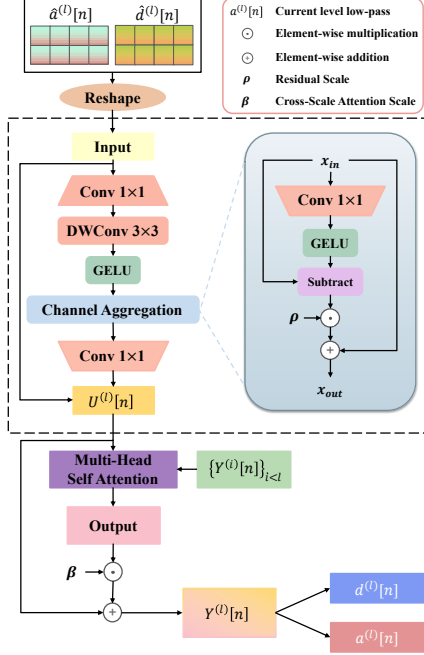 â^(l)[n] d̂^(l)[n]
Reshape
Input
Conv 1×1
DWConv 3×3
GELU
Channel Aggregation
Conv 1×1
U^(l)[n]
Multi-Head
Self Attention
{Y^(i)[n]}_{i<l}
Output
β
Y^(l)[n]
d^(l)[n]
a^(l)[n]
a^(l)[n] Current level low-pass
Element-wise multiplication
Element-wise addition
ρ Residual Scale
β Cross-Scale Attention Scale
x_in
Conv 1×1
GELU
Subtract
ρ
x_out